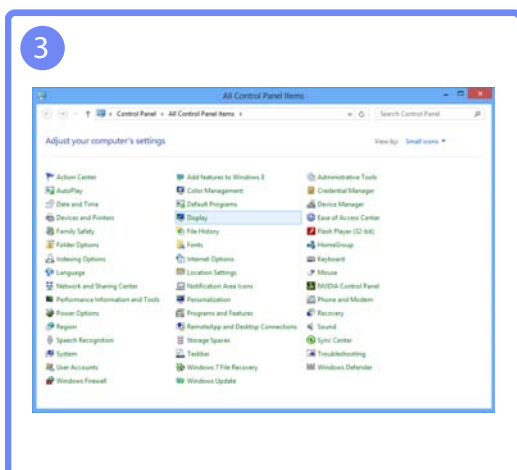 3
All Control Panel Items
Control Panel All Control Panel Items Search Control Panel
Adjust your computer's settings View by: Small icons
Action Center Add features to Windows 8 Administrative Tools
AutoPlay Color Management Credential Manager
Date and Time Default Programs Device Manager
Devices and Printers Display Ease of Access Center
Family Safety File History Flash Player (32-bit)
Folder Options Fonts HomeGroup
Indexing Options Internet Options Keyboard
Language Location Settings Mouse
Network and Sharing Center Notification Area Icons NVIDIA Control Panel
Performance Information and Tools Personalization Phone and Modem
Power Options Programs and Features Recovery
Region RemoteApp and Desktop Connections Sound
Speech Recognition Storage Spaces Sync Center
System Taskbar Troubleshooting
User Accounts Windows 7 File Recovery Windows Defender
Windows Firewall Windows Update